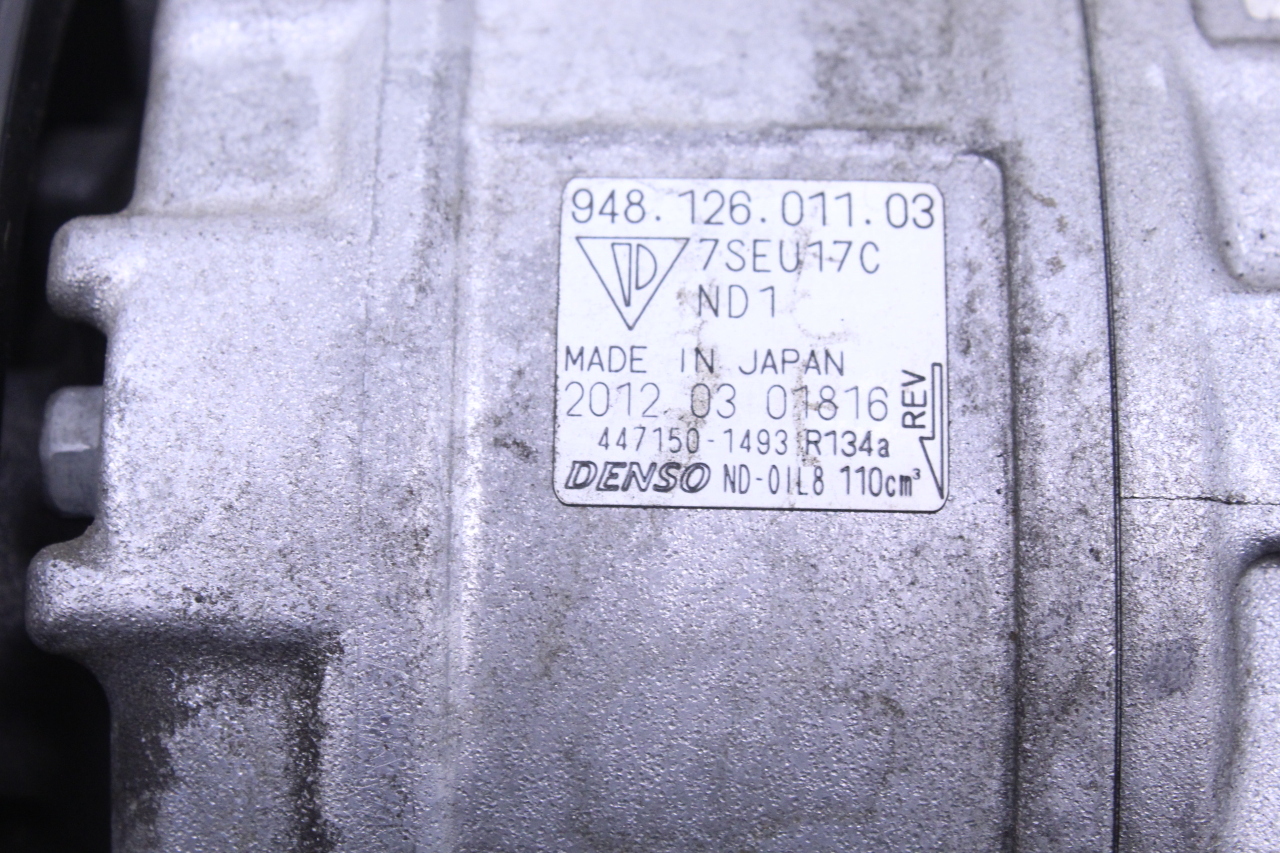 948.126.011.03
7SEU17C
ND1
MADE IN JAPAN
2012 03 01816
447150-1493 R134a
REV
DENSO ND-OIL8 110cm³